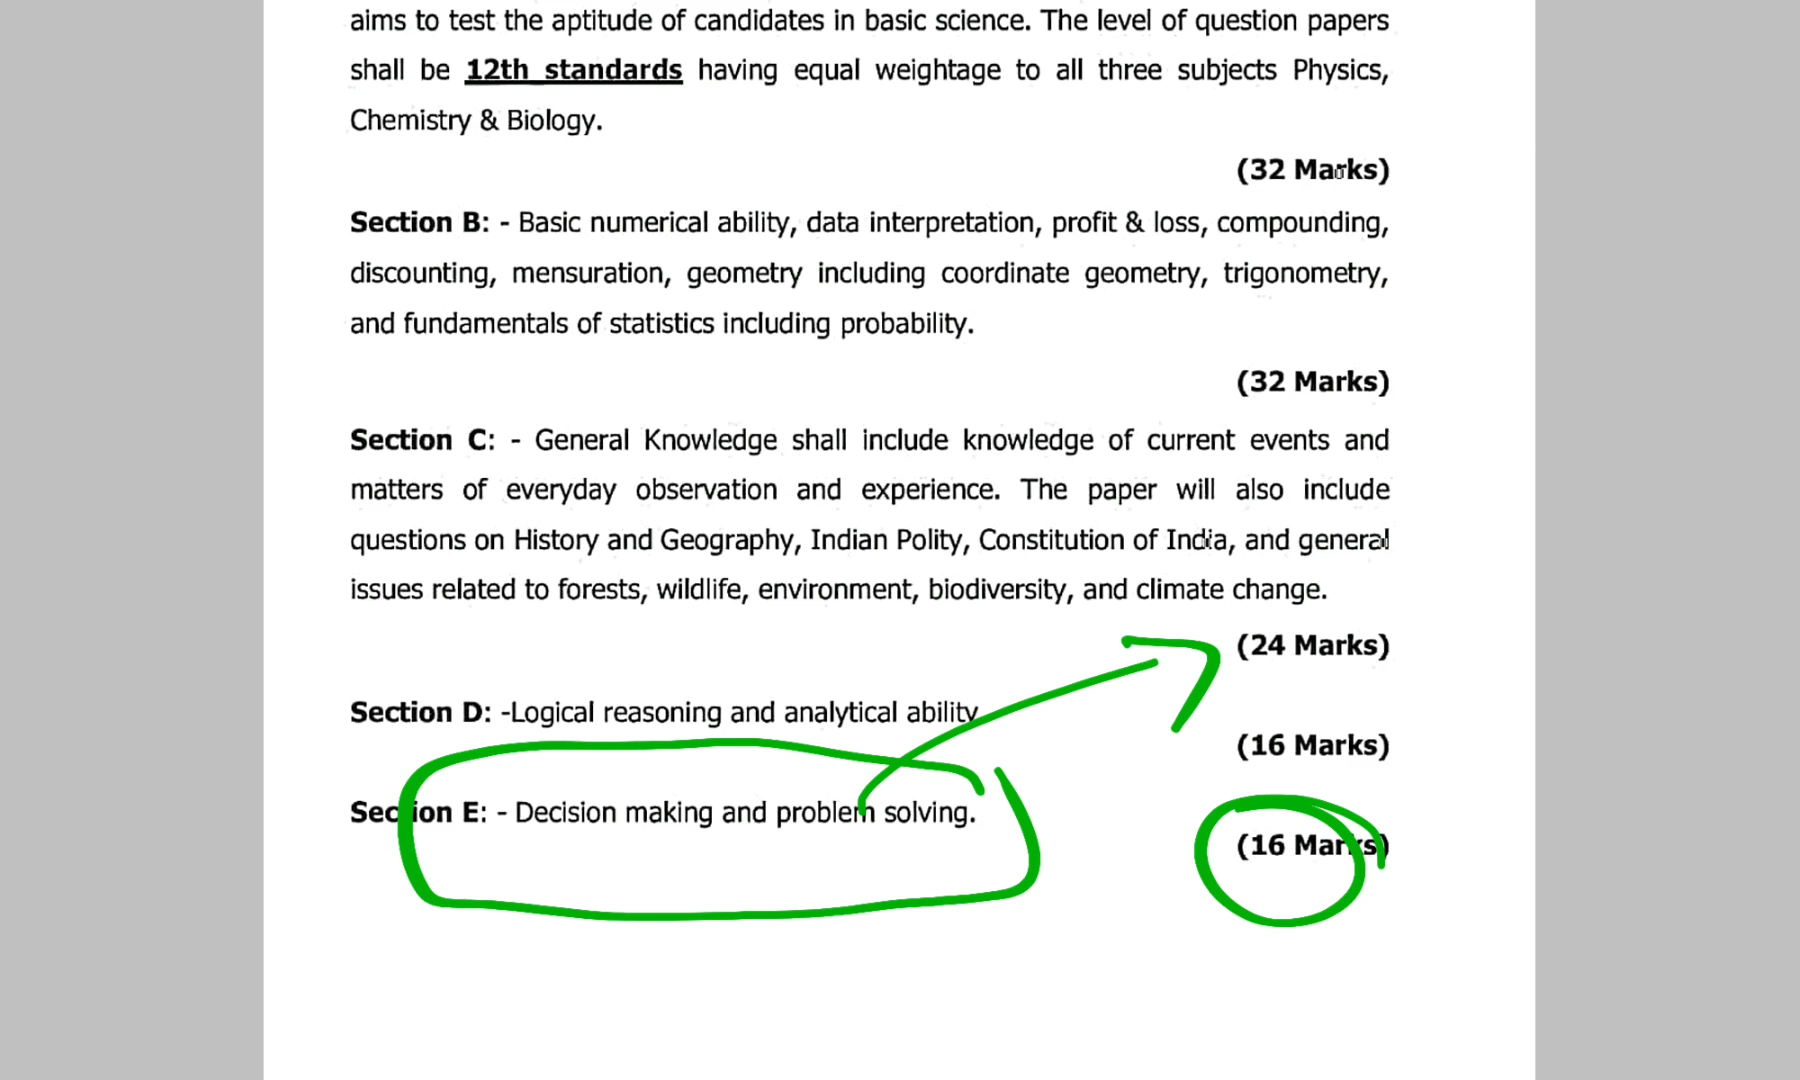 aims to test the aptitude of candidates in basic science. The level of question papers
shall be 12th standards having equal weightage to all three subjects Physics,
Chemistry & Biology.
(32 Marks)
Section B: - Basic numerical ability, data interpretation, profit & loss, compounding,
discounting, mensuration, geometry including coordinate geometry, trigonometry,
and fundamentals of statistics including probability.
(32 Marks)
Section C: - General Knowledge shall include knowledge of current events and
matters of everyday observation and experience. The paper will also include
questions on History and Geography, Indian Polity, Constitution of India, and general
issues related to forests, wildlife, environment, biodiversity, and climate change.
(24 Marks)
Section D: -Logical reasoning and analytical ability
(16 Marks)
Section E: - Decision making and problem solving.
(16 Marks)